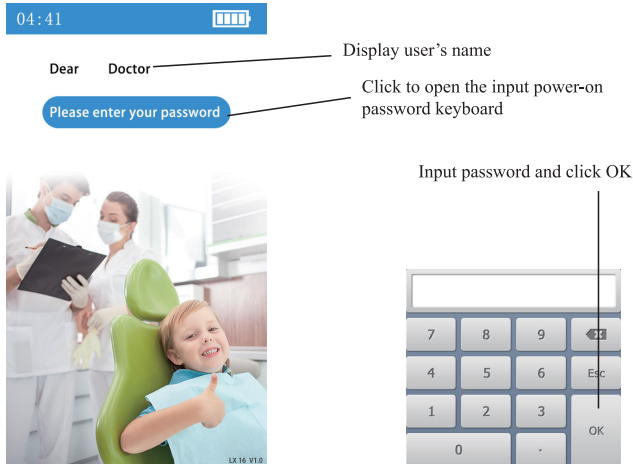 04:41
Dear Doctor
Display user's name
Please enter your password
Click to open the input power-on
password keyboard
Input password and click OK
7 8 9
4 5 6 Esc
1 2 3
OK
0 .
LX 16 V1.0